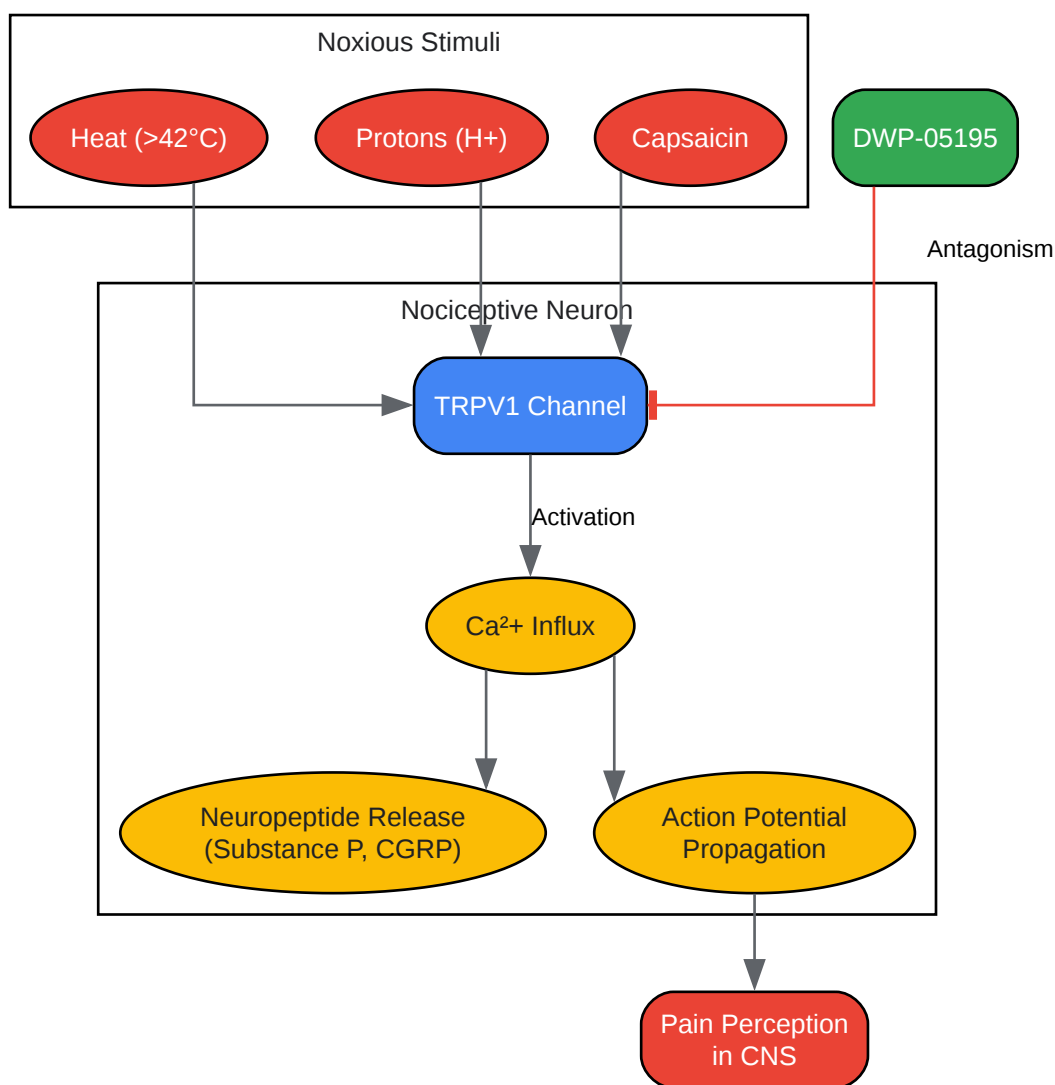 Noxious Stimuli
Heat (>42°C)
Protons (H+)
Capsaicin
DWP-05195
Antagonism
Nociceptive Neuron
TRPV1 Channel
Activation
Ca²+ Influx
Neuropeptide Release
(Substance P, CGRP)
Action Potential
Propagation
Pain Perception
in CNS